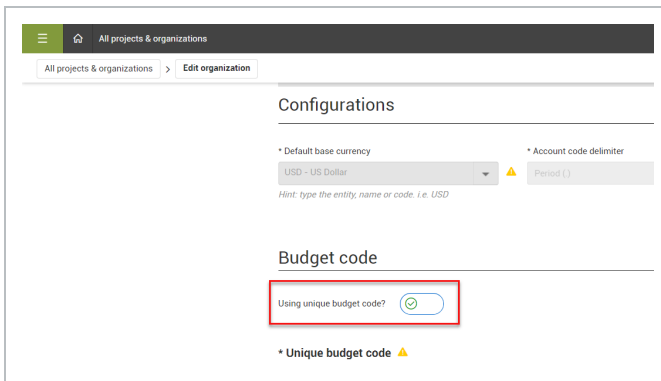 All projects & organizations
All projects & organizations > Edit organization
Configurations
* Default base currency * Account code delimiter
USD - US Dollar Period (.)
Hint: type the entity, name or code. i.e. USD
Budget code
Using unique budget code?
* Unique budget code